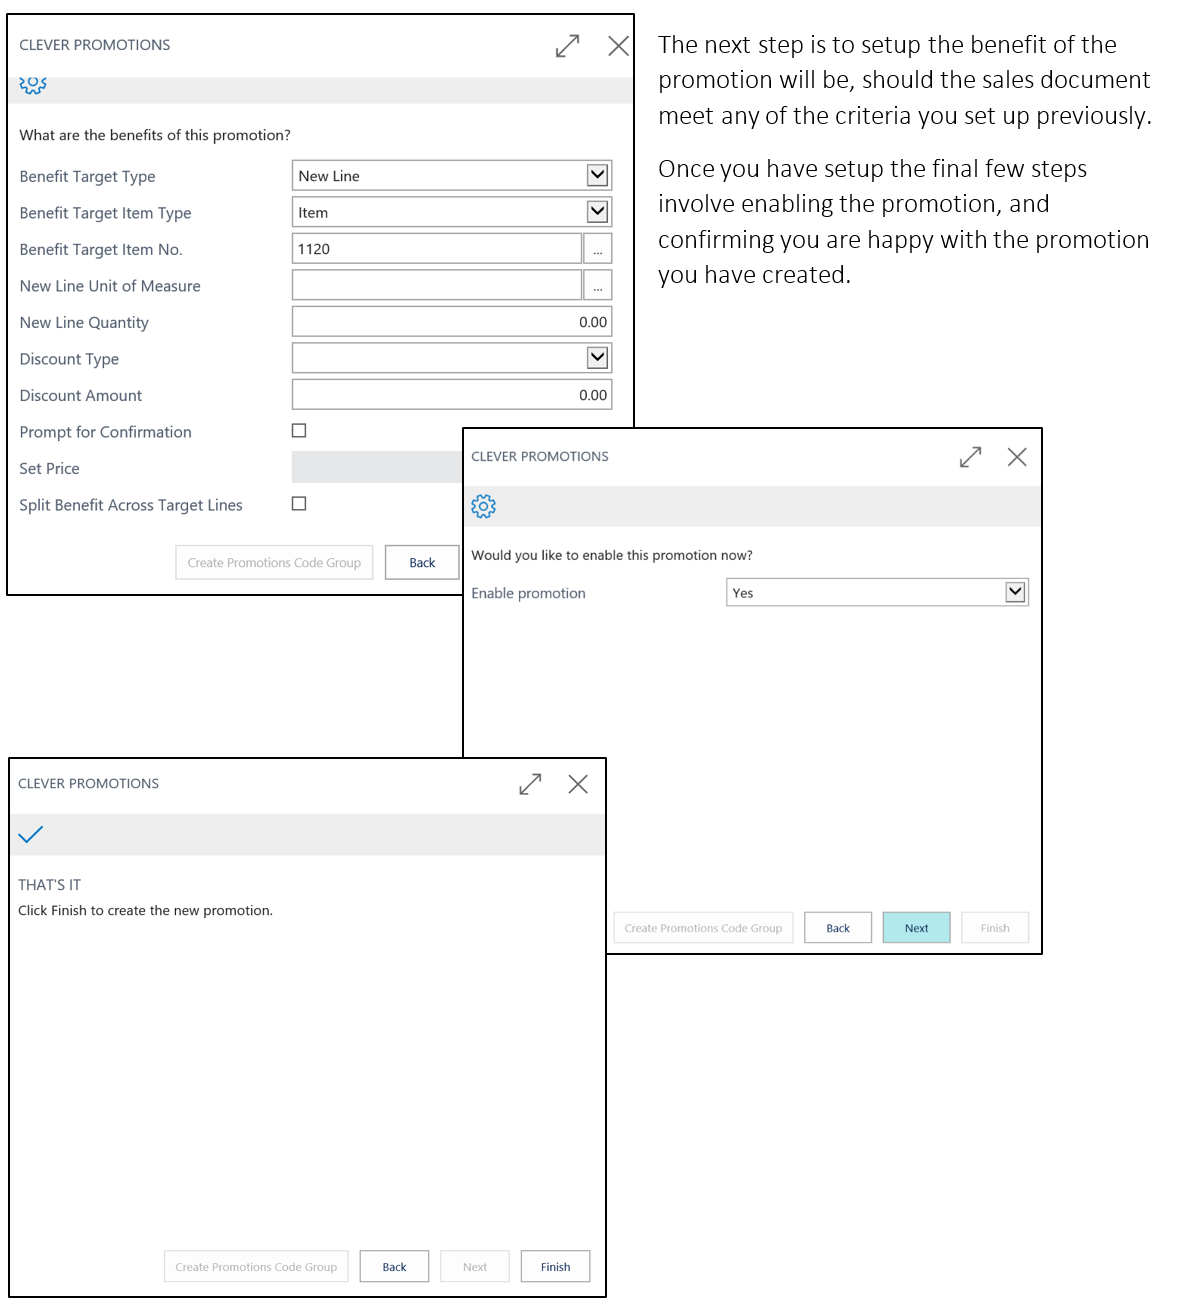 CLEVER PROMOTIONS
What are the benefits of this promotion?
Benefit Target Type New Line
Benefit Target Item Type Item
Benefit Target Item No. 1120 ...
New Line Unit of Measure ...
New Line Quantity 0.00
Discount Type
Discount Amount 0.00
Prompt for Confirmation
Set Price
Split Benefit Across Target Lines
Create Promotions Code Group Back
The next step is to setup the benefit of the
promotion will be, should the sales document
meet any of the criteria you set up previously.
Once you have setup the final few steps
involve enabling the promotion, and
confirming you are happy with the promotion
you have created.
CLEVER PROMOTIONS
Would you like to enable this promotion now?
Enable promotion Yes
Create Promotions Code Group Back Next Finish
CLEVER PROMOTIONS
THAT'S IT
Click Finish to create the new promotion.
Create Promotions Code Group Back Next Finish